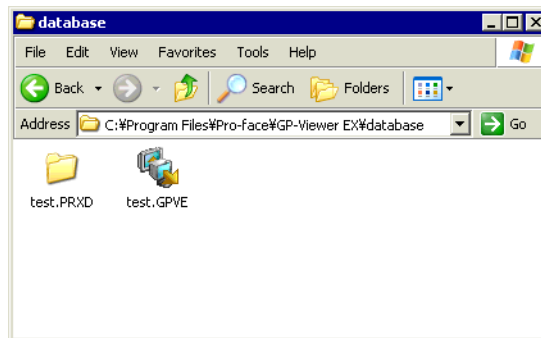 database
File Edit View Favorites Tools Help
Back Search Folders
Address C:¥Program Files¥Pro-face¥GP-Viewer EX¥database Go
test.PRXD test.GPVE